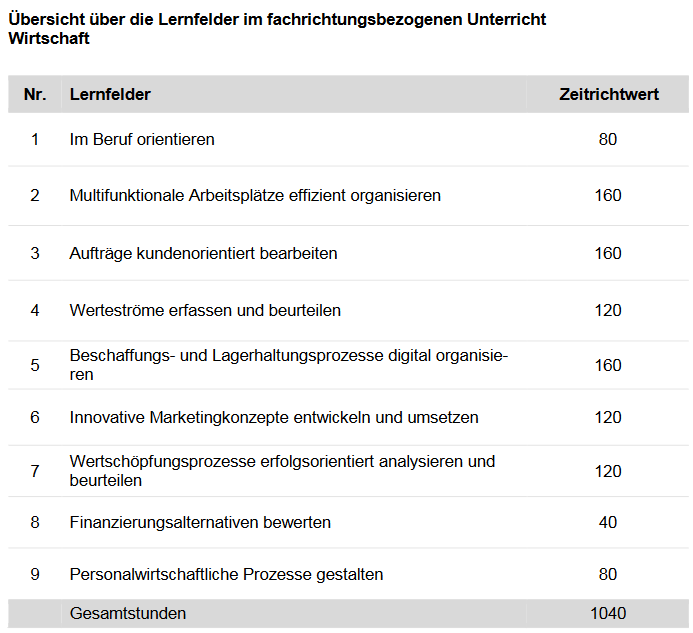 Übersicht über die Lernfelder im fachrichtungsbezogenen Unterricht
Wirtschaft
Nr. Lernfelder Zeitrichtwert
1 Im Beruf orientieren 80
2 Multifunktionale Arbeitsplätze effizient organisieren 160
3 Aufträge kundenorientiert bearbeiten 160
4 Werteströme erfassen und beurteilen 120
5 Beschaffungs- und Lagerhaltungsprozesse digital organisie-
ren 160
6 Innovative Marketingkonzepte entwickeln und umsetzen 120
7 Wertschöpfungsprozesse erfolgsorientiert analysieren und
beurteilen 120
8 Finanzierungsalternativen bewerten 40
9 Personalwirtschaftliche Prozesse gestalten 80
Gesamtstunden 1040